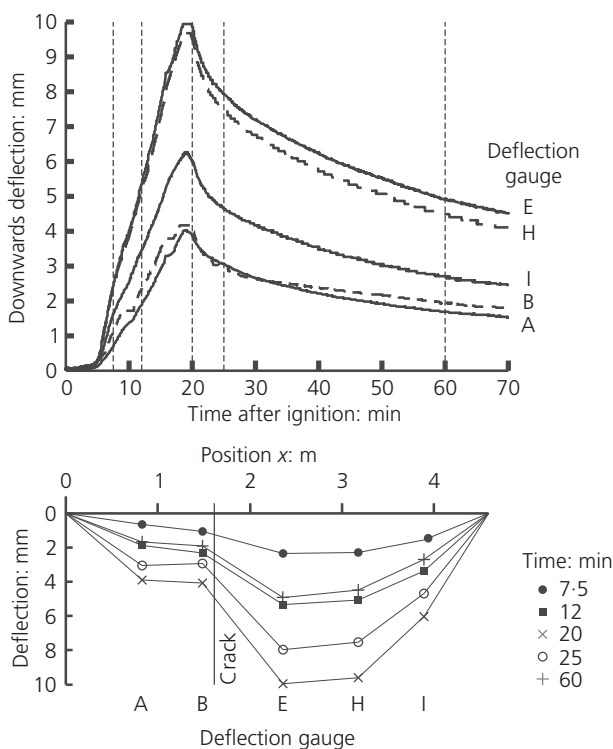 10
9
8
7
6
5
4
3
2
1
0
Downwards deflection: mm
Deflection
gauge
E
H
I
B
A
0 10 20 30 40 50 60 70
Time after ignition: min
Position x: m
0 1 2 3 4
0
2
4
6
8
10
Deflection: mm
Crack
A B E H I
Deflection gauge
Time: min
7·5
12
20
25
60